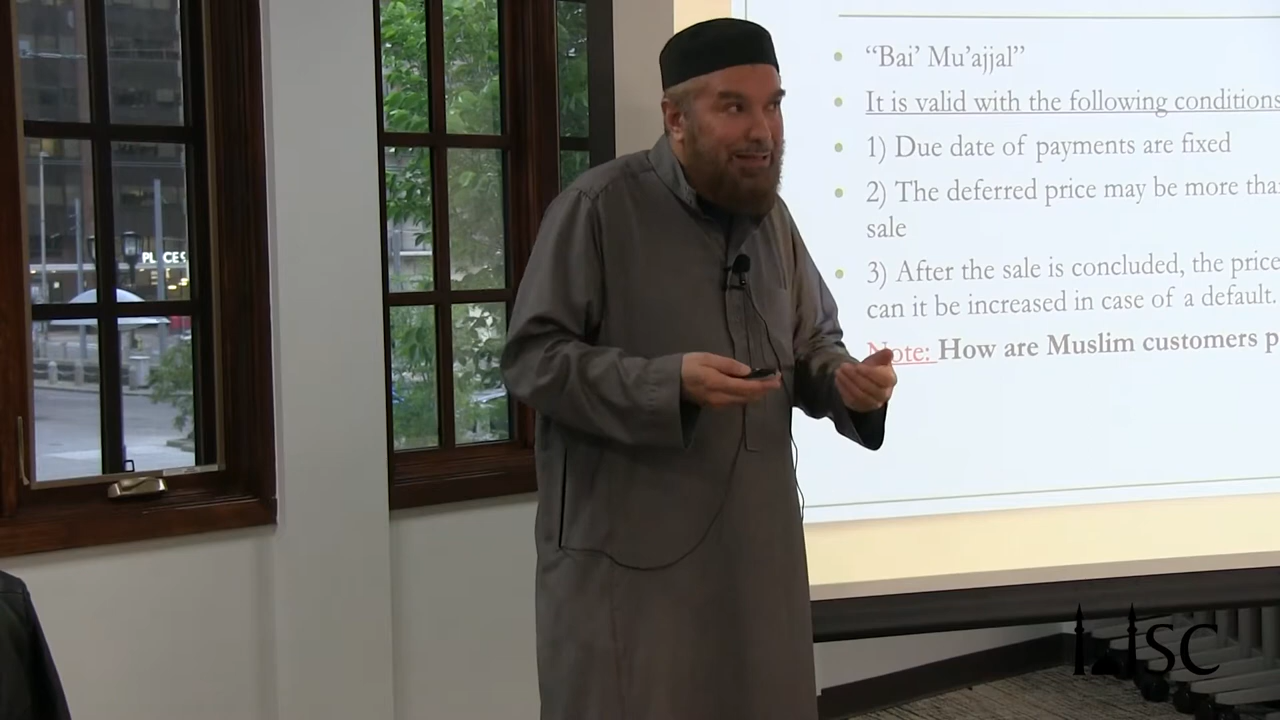 “Bai’ Mu’ajjal”
It is valid with the following conditions
1) Due date of payments are fixed
2) The deferred price may be more
sale
3) After the sale is concluded, the price
can it be increased in case of a default.
Note: How are Muslim customers
PLACES
ISC